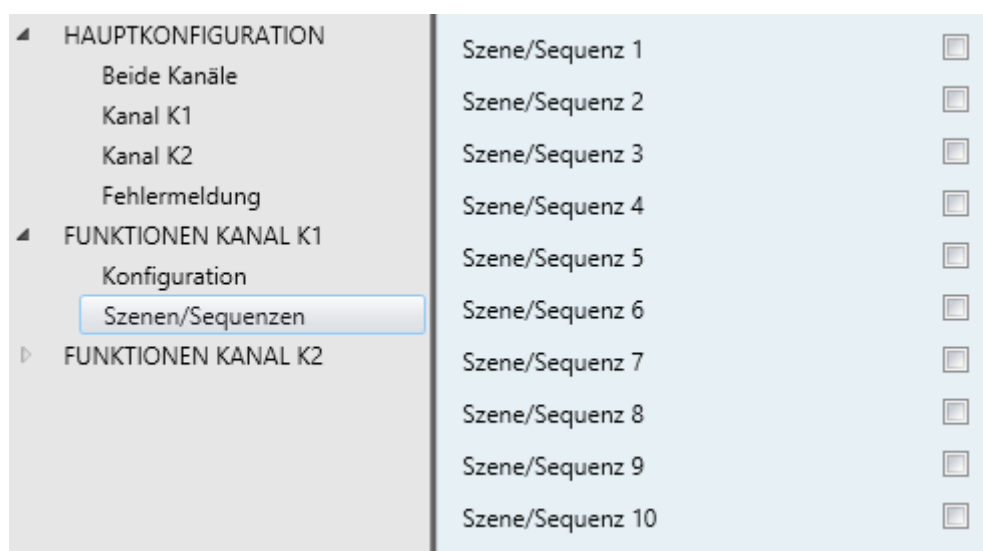 HAUPTKONFIGURATION
Beide Kanäle
Kanal K1
Kanal K2
Fehlermeldung
FUNKTIONEN KANAL K1
Konfiguration
Szenen/Sequenzen
FUNKTIONEN KANAL K2
Szene/Sequenz 1
Szene/Sequenz 2
Szene/Sequenz 3
Szene/Sequenz 4
Szene/Sequenz 5
Szene/Sequenz 6
Szene/Sequenz 7
Szene/Sequenz 8
Szene/Sequenz 9
Szene/Sequenz 10